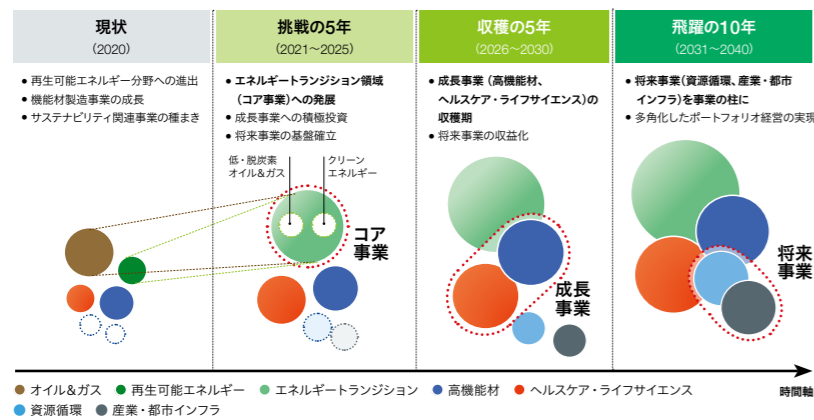 現状
(2020)
挑戦の5年
(2021〜2025)
収穫の5年
(2026〜2030)
飛躍の10年
(2031〜2040)
● 再生可能エネルギー分野への進出
● 機能材製造事業の成長
● サステナビリティ関連事業の種まき
● エネルギートランジション領域
(コア事業)への発展
● 成長事業への積極投資
● 将来事業の基盤確立
● 成長事業(高機能材、
ヘルスケア・ライフサイエンス)の
収穫期
● 将来事業の収益化
● 将来事業(資源循環、産業・都市
インフラ)を事業の柱に
● 多角化したポートフォリオ経営の実現
低・脱炭素
オイル&ガス
クリーン
エネルギー
コア
事業
成長
事業
将来
事業
● オイル&ガス ● 再生可能エネルギー ● エネルギートランジション ● 高機能材 ● ヘルスケア・ライフサイエンス
● 資源循環 ● 産業・都市インフラ
時間軸